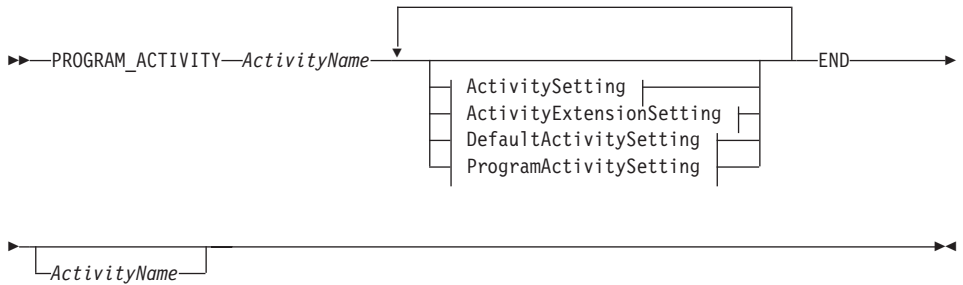 PROGRAM_ACTIVITY ActivityName END
ActivitySetting
ActivityExtensionSetting
DefaultActivitySetting
ProgramActivitySetting
ActivityName